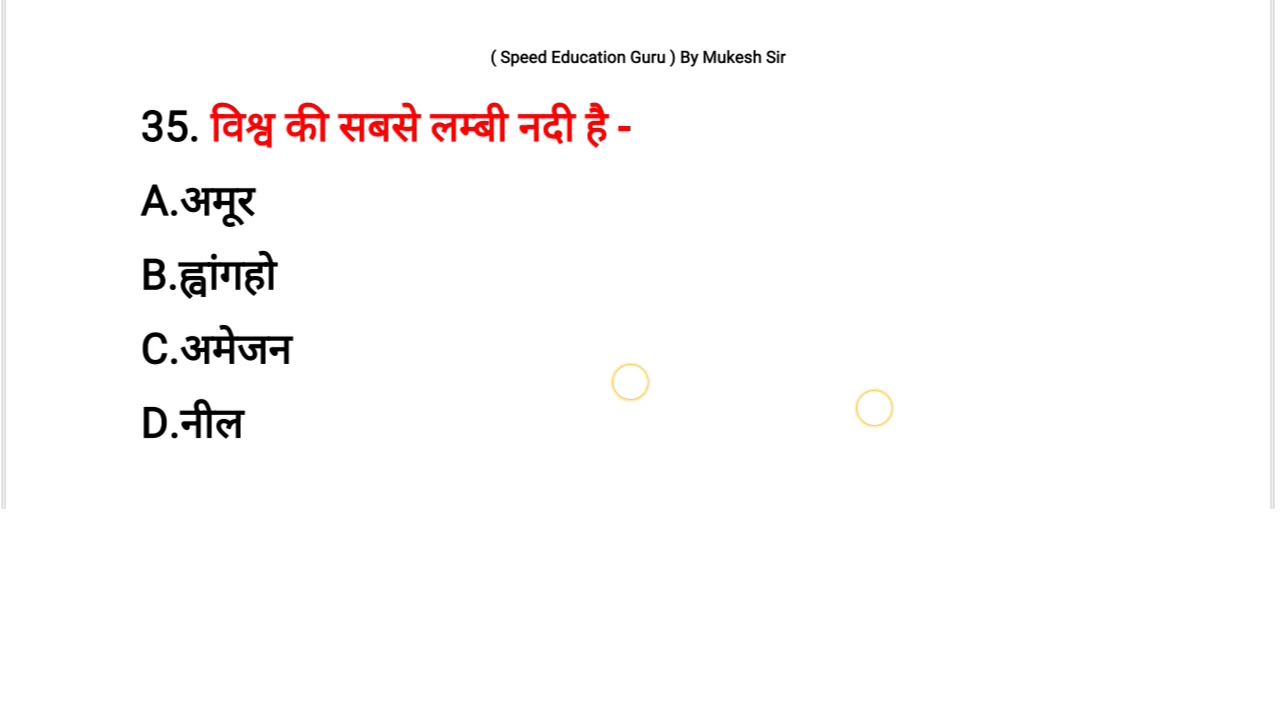 ( Speed Education Guru ) By Mukesh Sir
35. विश्व की सबसे लम्बी नदी है -
A.अमूर
B.ह्वांगहो
C.अमेजन
D.नील